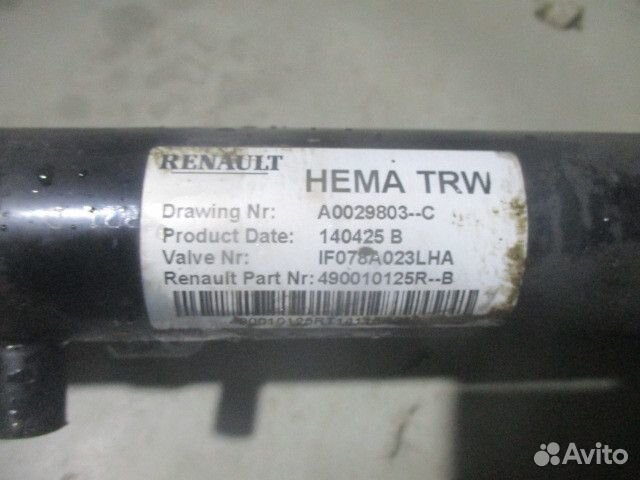 RENAULT
HEMA TRW
Drawing Nr: A0029803--C
Product Date: 140425 B
Valve Nr: IF078A023LHA
Renault Part Nr: 490010125R--B
Avito